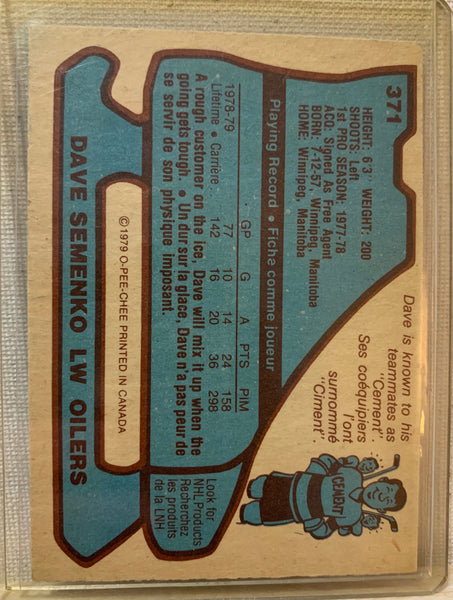 371
HEIGHT: 6'3" WEIGHT: 200
SHOOTS: Left
1st PRO SEASON: 1977-78
ACQ: Signed As Free Agent
BORN: 7-12-57, Winnipeg, Manitoba
HOME: Winnipeg, Manitoba
Dave is known to his
teammates as
"Cement".
Ses coéquipiers
l'ont
surnommé
"Ciment".
CEMENT
Playing Record • Fiche comme joueur
GP G A PTS PIM
1978-79 77 10 14 24 158
Lifetime • Carrière 142 16 20 36 298
A rough customer on the ice, Dave will mix it up when the
going gets tough. • Un dur sur la glace, Dave n'a pas peur de
se servir de son physique imposant.
Look for
NHL Products
Recherchez
les produits
de la LNH
© 1979 O-PEE-CHEE PRINTED IN CANADA
DAVE SEMENKO LW OILERS